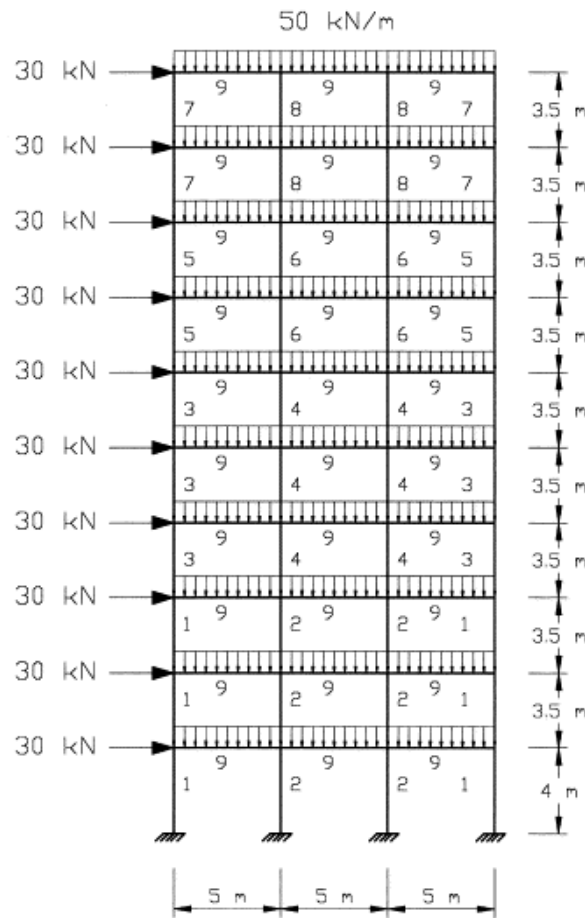 50 kN/m
30 kN
9 9 9
7 8 8 7 3.5 m
30 kN
9 9 9
7 8 8 7 3.5 m
30 kN
9 9 9
5 6 6 5 3.5 m
30 kN
9 9 9
5 6 6 5 3.5 m
30 kN
9 9 9
3 4 4 3 3.5 m
30 kN
9 9 9
3 4 4 3 3.5 m
30 kN
9 9 9
3 4 4 3 3.5 m
30 kN
9 9 9
1 2 2 1 3.5 m
30 kN
9 9 9
1 2 2 1 3.5 m
30 kN
9 9 9
1 2 2 1 4 m
5 m 5 m 5 m